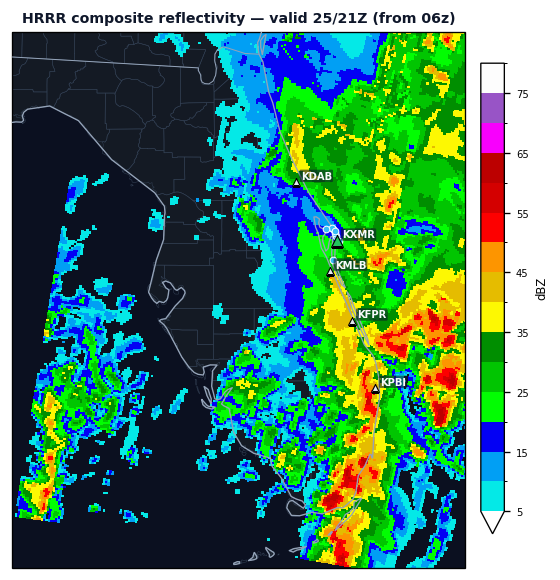 HRRR composite reflectivity — valid 25/21Z (from 06z)
KDAB
KXMR
KMLB
KFPR
KPBI
75
65
55
45
35
25
15
5
dBZ